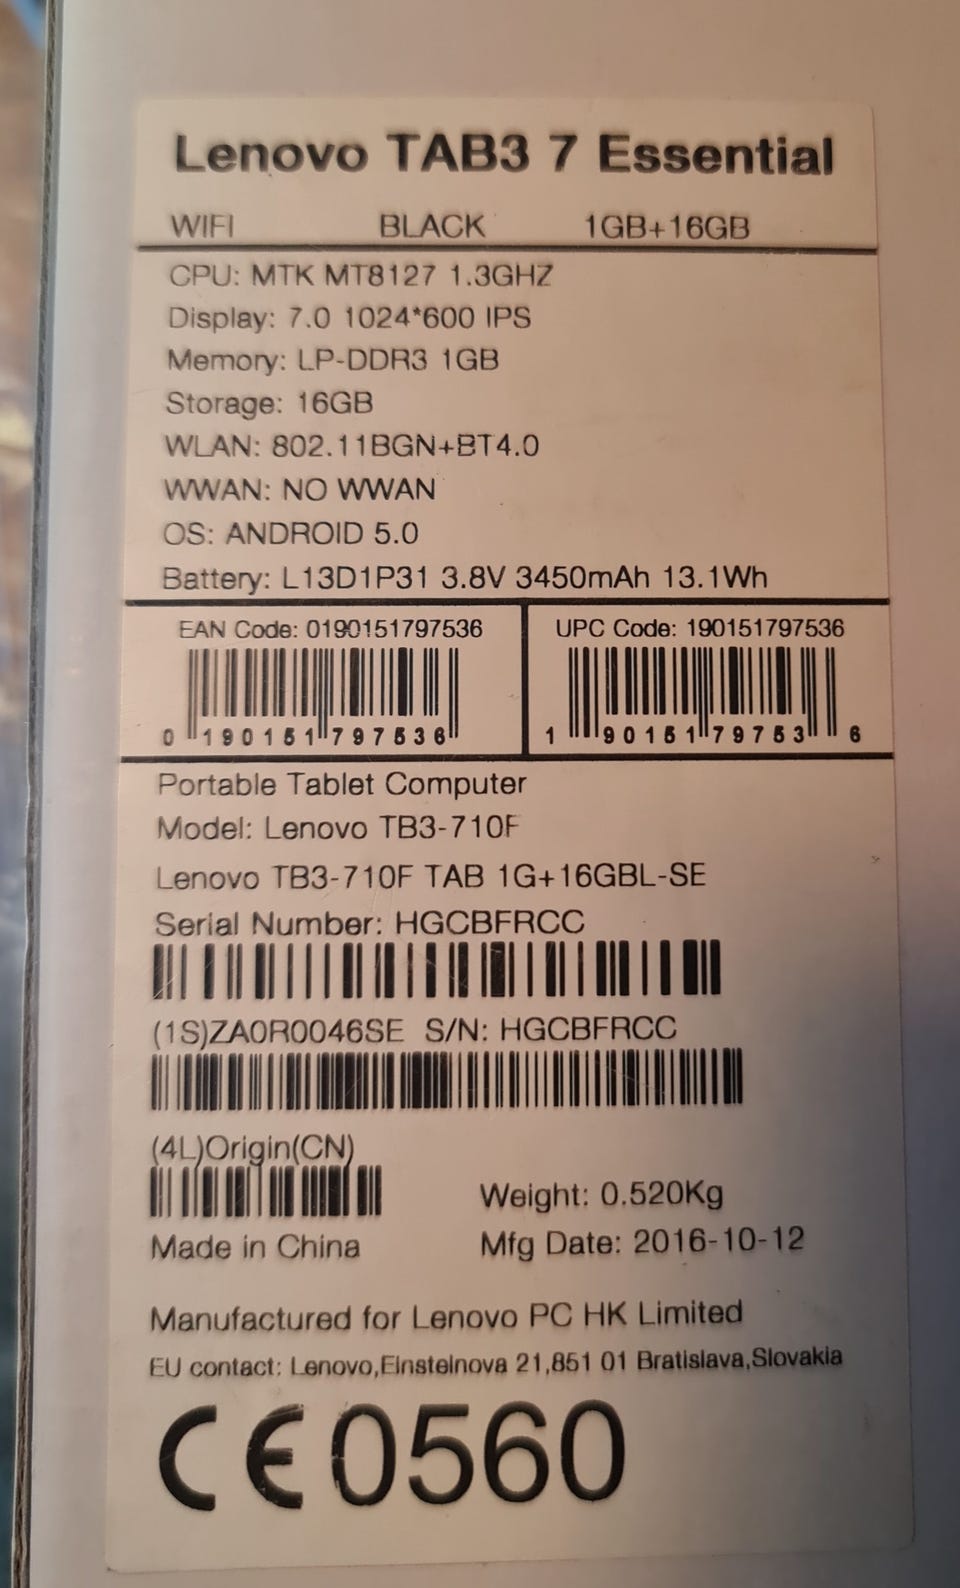 Lenovo TAB3 7 Essential
WIFI BLACK 1GB+16GB
CPU: MTK MT8127 1.3GHZ
Display: 7.0 1024*600 IPS
Memory: LP-DDR3 1GB
Storage: 16GB
WLAN: 802.11BGN+BT4.0
WWAN: NO WWAN
OS: ANDROID 5.0
Battery: L13D1P31 3.8V 3450mAh 13.1Wh
EAN Code: 0190151797536
0 190151 797536
UPC Code: 190151797536
1 90151 79753 6
Portable Tablet Computer
Model: Lenovo TB3-710F
Lenovo TB3-710F TAB 1G+16GBL-SE
Serial Number: HGCBFRCC
(1S)ZA0R0046SE S/N: HGCBFRCC
(4L)Origin(CN)
Made in China
Weight: 0.520Kg
Mfg Date: 2016-10-12
Manufactured for Lenovo PC HK Limited
EU contact: Lenovo,Einsteinova 21,851 01 Bratislava,Slovakia
CE0560